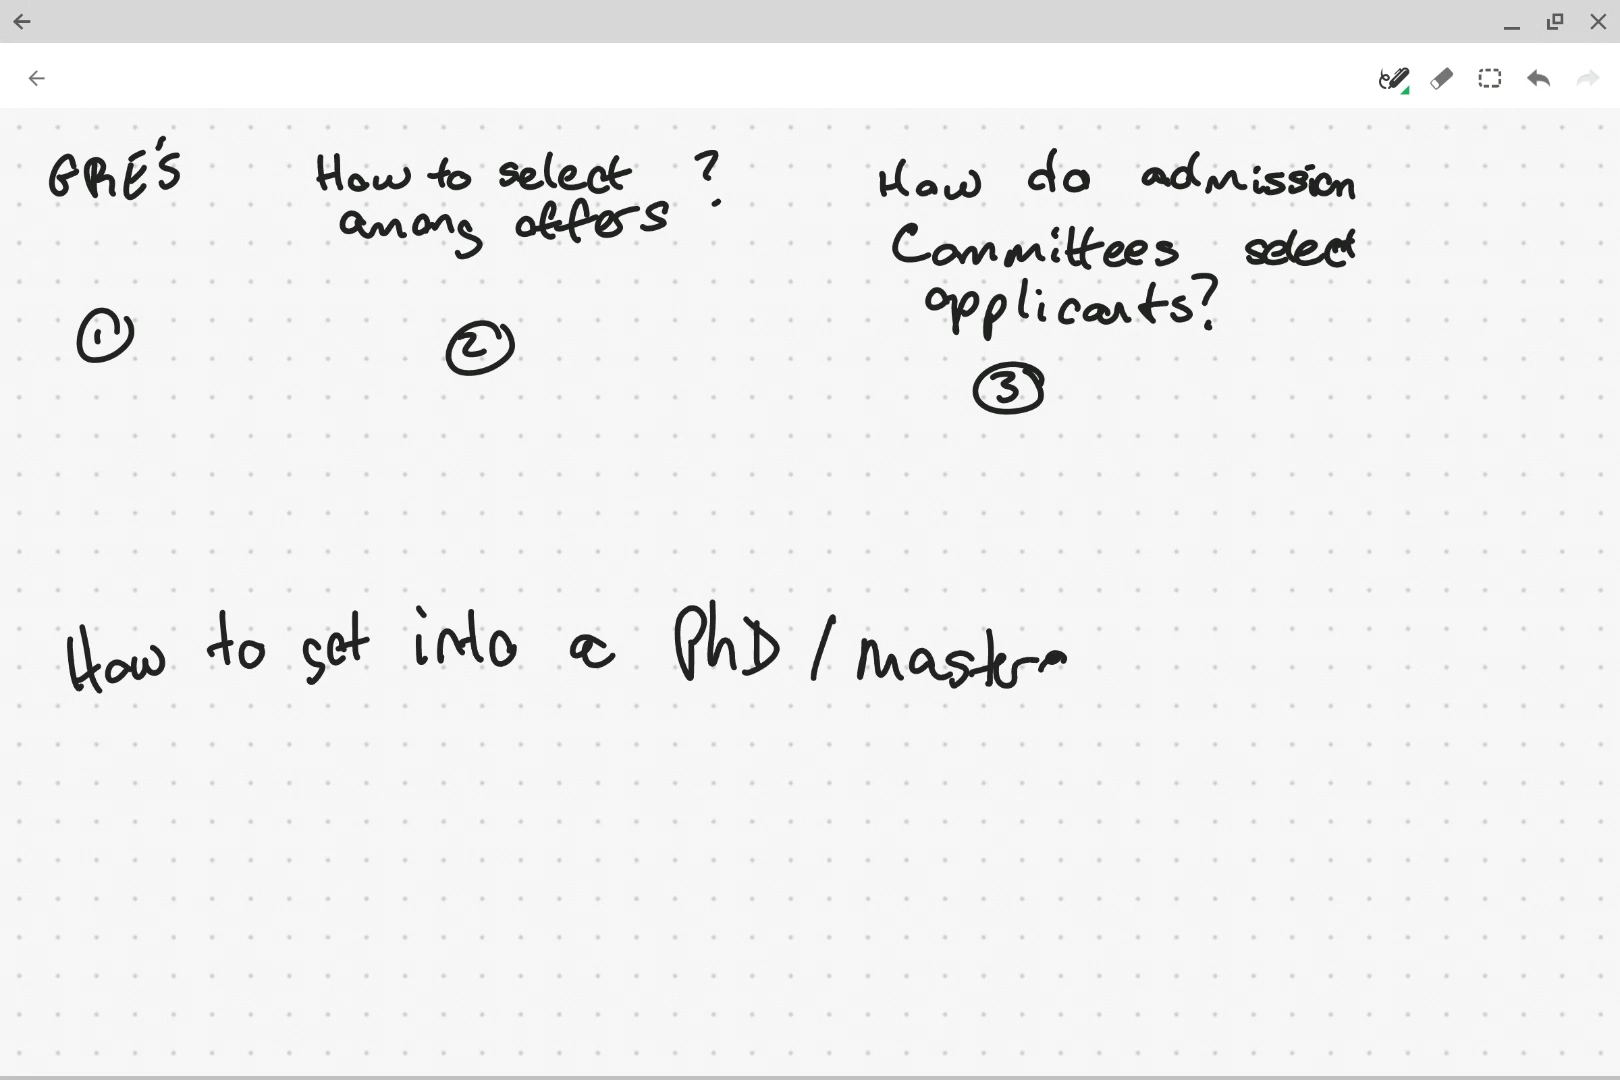 GRE'S
How to select ?
among offers
①
②
How do admission
Committees select
applicants?
③
How to get into a PhD / master